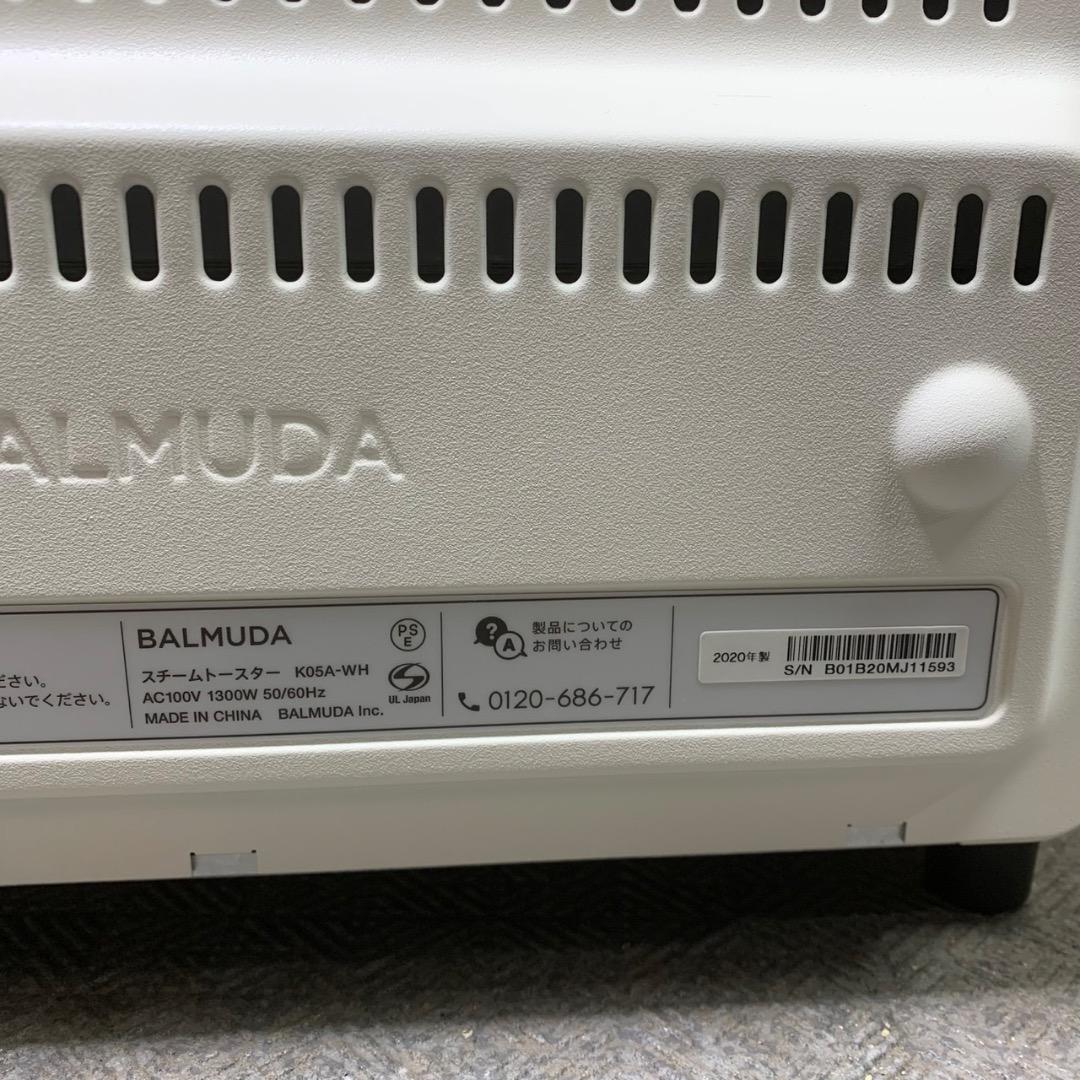 ALMUDA
ださい。
ないでください。
BALMUDA
PS
E
スチームトースター K05A-WH
AC100V 1300W 50/60Hz
MADE IN CHINA BALMUDA Inc.
UL Japan
?
A
製品についての
お問い合わせ
0120-686-717
2020年製
S/N B01B20MJ11593